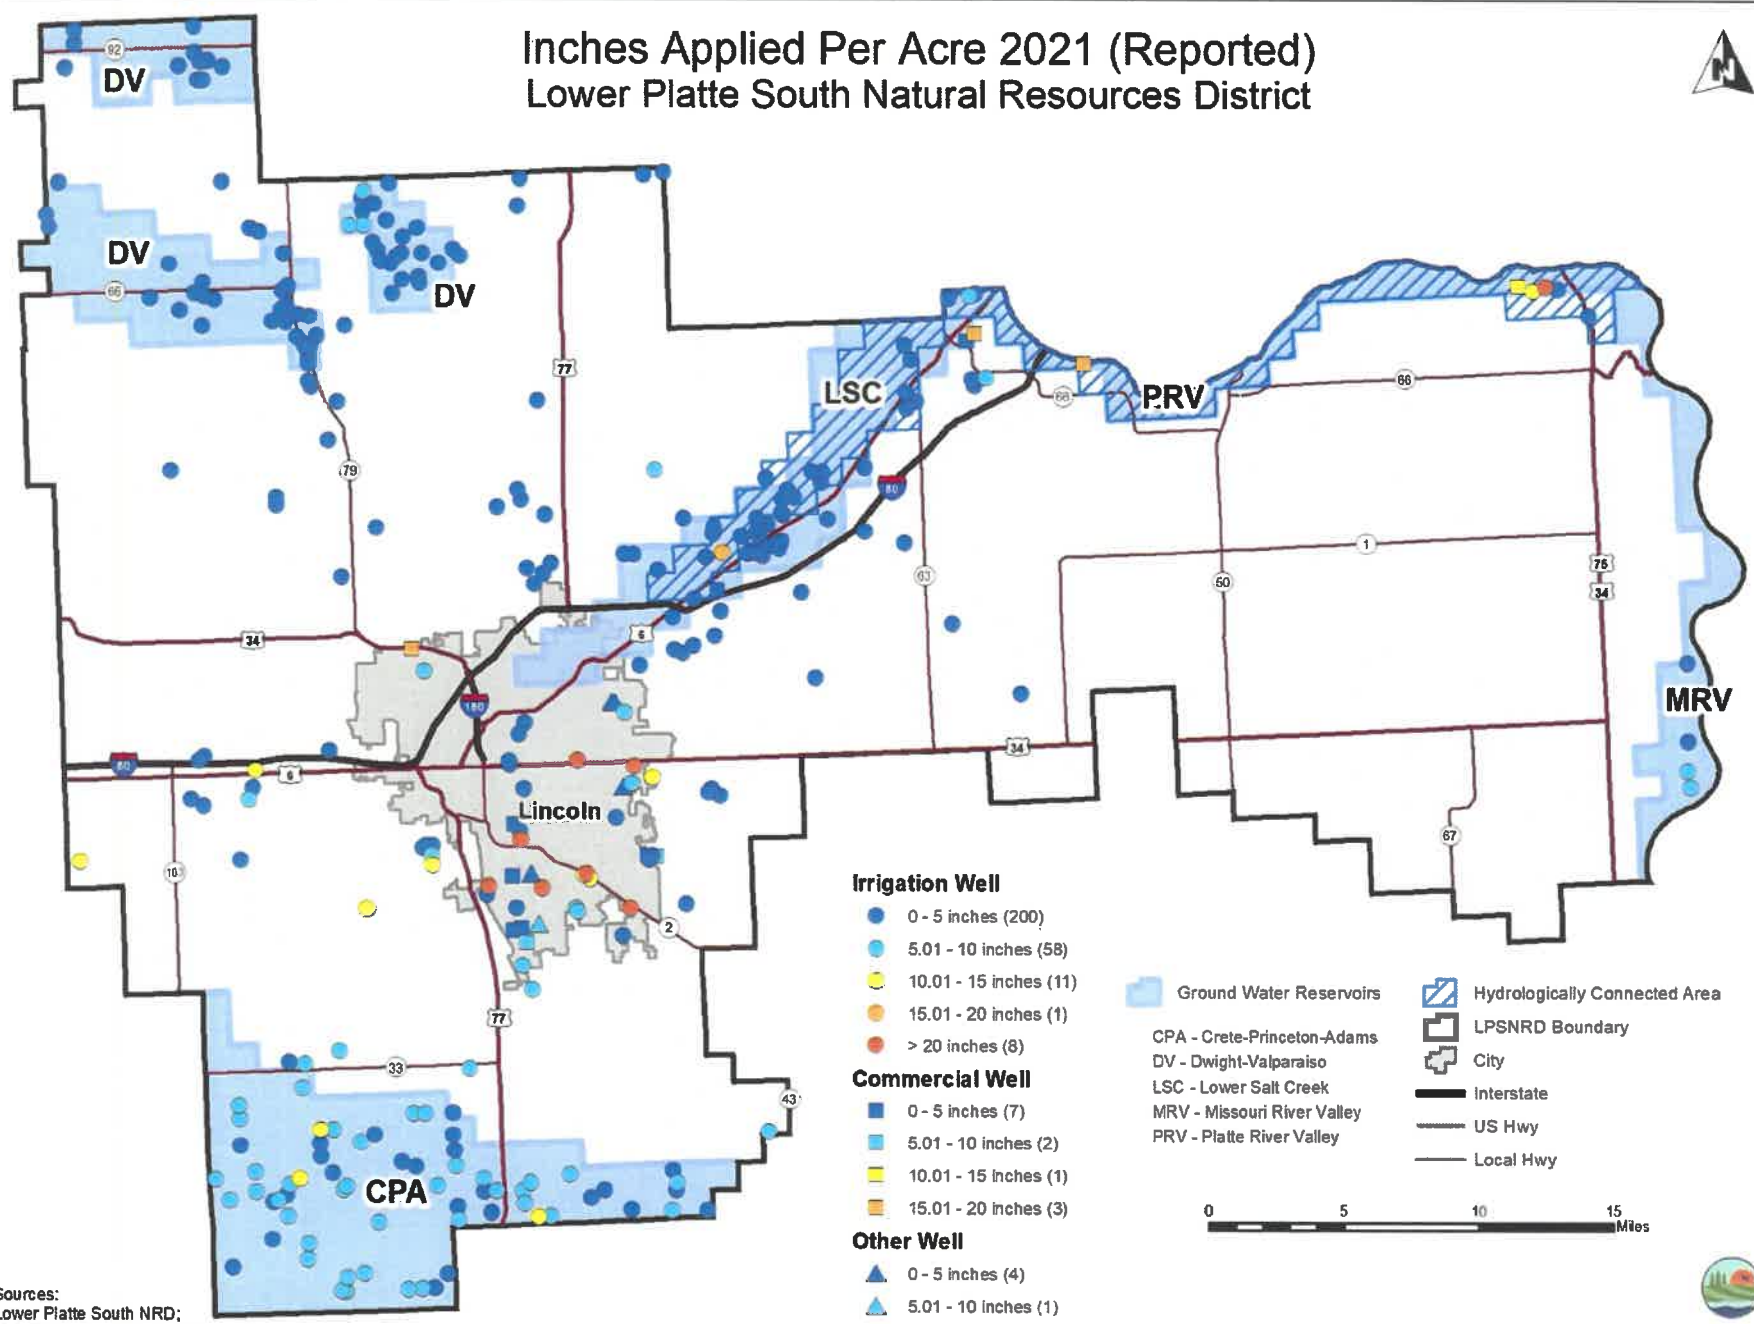 Inches Applied Per Acre 2021 (Reported)
Lower Platte South Natural Resources District
N
92
DV
DV
66
DV
77
79
LSC
80
66
PRV
66
63
1
50
75
34
34
6
180
MRV
80
6
34
Lincoln
103
67
2
77
33
43
CPA
Irrigation Well
0 - 5 inches (200)
5.01 - 10 inches (58)
10.01 - 15 inches (11)
15.01 - 20 inches (1)
> 20 inches (8)
Commercial Well
0 - 5 inches (7)
5.01 - 10 inches (2)
10.01 - 15 inches (1)
15.01 - 20 inches (3)
Other Well
0 - 5 inches (4)
5.01 - 10 inches (1)
Ground Water Reservoirs
CPA - Crete-Princeton-Adams
DV - Dwight-Valparaiso
LSC - Lower Salt Creek
MRV - Missouri River Valley
PRV - Platte River Valley
Hydrologically Connected Area
LPSNRD Boundary
City
Interstate
US Hwy
Local Hwy
0 5 10 15
Miles
Sources:
Lower Platte South NRD;